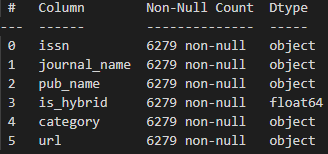 #   Column        Non-Null Count  Dtype
---  ------        --------------  -----
0   issn          6279 non-null   object
1   journal_name  6279 non-null   object
2   pub_name      6279 non-null   object
3   is_hybrid     6279 non-null   float64
4   category      6279 non-null   object
5   url           6279 non-null   object